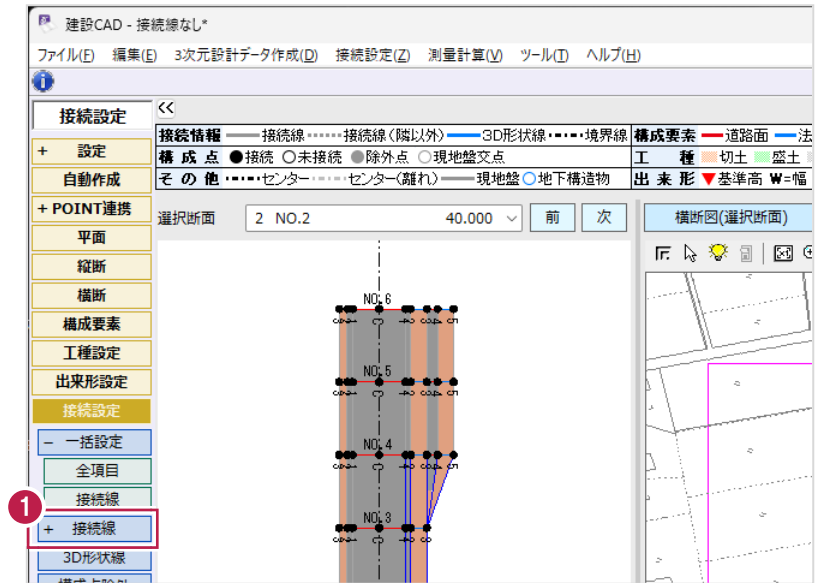 建設CAD - 接続線なし*
ファイル(F) 編集(E) 3次元設計データ作成(D) 接続設定(Z) 測量計算(V) ツール(T) ヘルプ(H)
接続設定
+ 設定
自動作成
+ POINT連携
平面
縦断
横断
構成要素
工種設定
出来形設定
接続設定
- 一括設定
全項目
接続線
1
+ 接続線
3D形状線
構成点除外
接続情報 接続線 接続線(隣以外) 3D形状線 境界線 構成要素 道路面 法
構成点 ●接続 ○未接続 ●除外点 ○現地盤交点 工種 切土 盛土
その他 センター センター(離れ) 現地盤 ○地下構造物 出来形 ▼基準高 W=幅
選択断面 2 NO.2 40.000 前 次 横断図(選択断面)
NO.6
NO.5
NO.4
NO.3